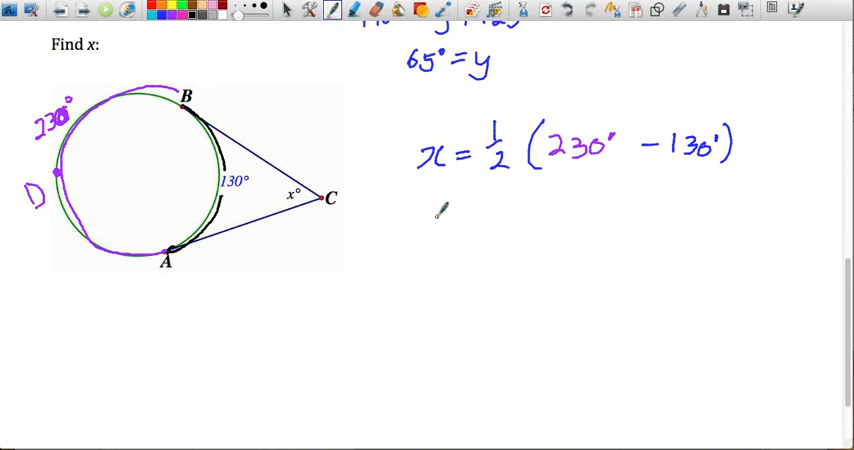 65° = y
Find x:
B
230°
x = 1/2 (230° - 130°)
130°
x°
C
D
A